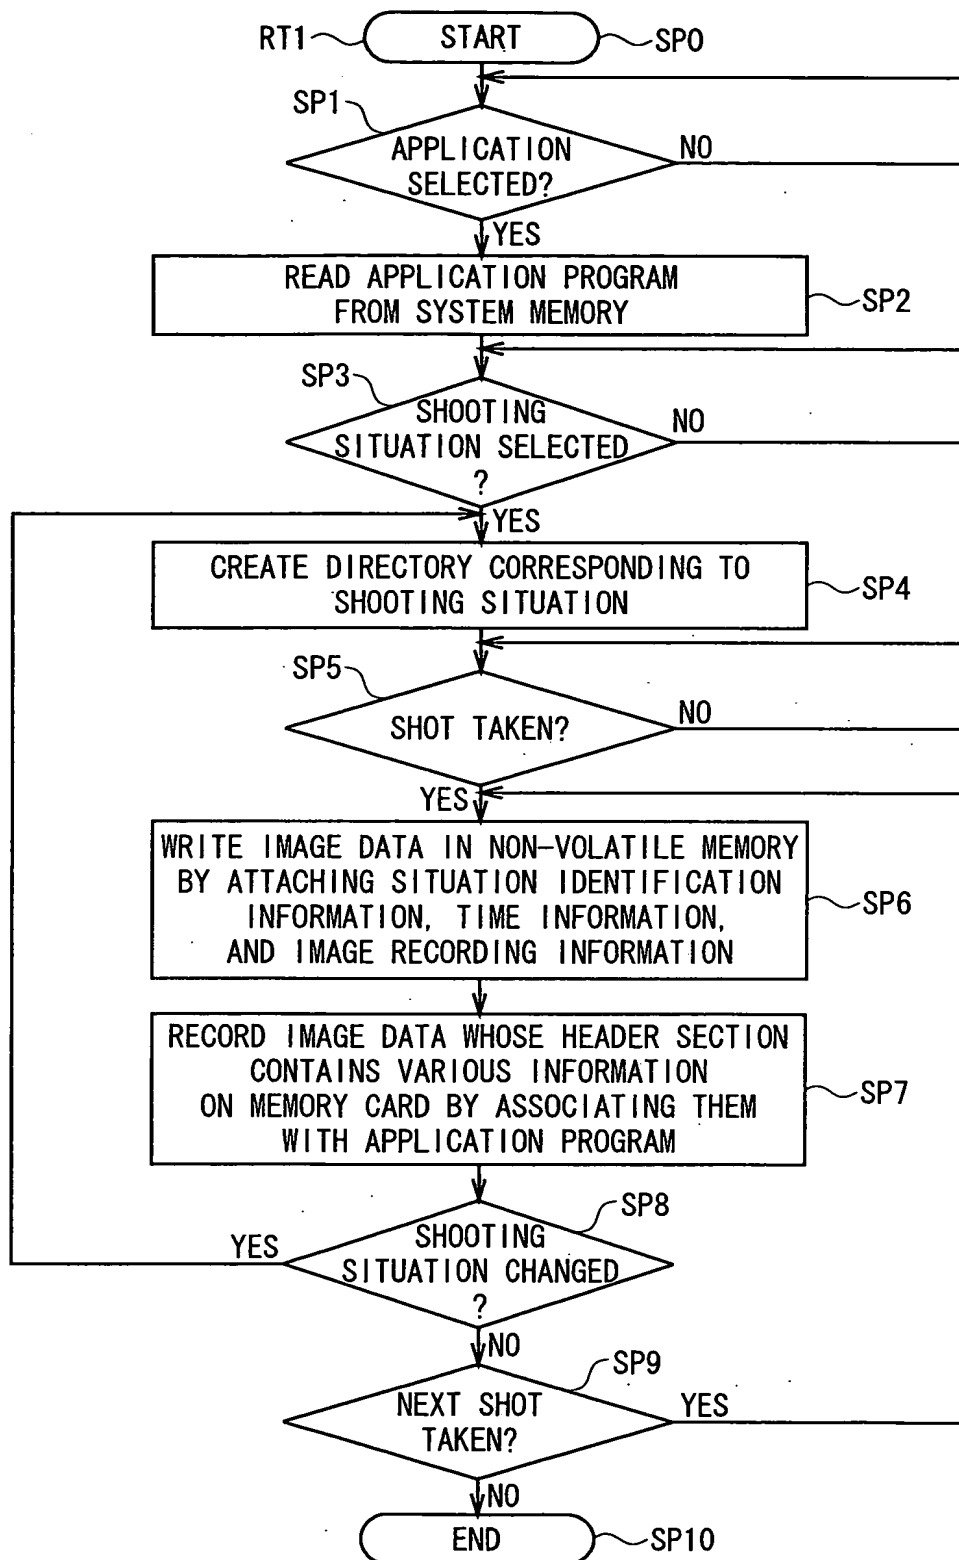 RT1
START
SP0
SP1
APPLICATION
SELECTED?
NO
YES
READ APPLICATION PROGRAM
FROM SYSTEM MEMORY
SP2
SP3
SHOOTING
SITUATION SELECTED
?
NO
YES
CREATE DIRECTORY CORRESPONDING TO
SHOOTING SITUATION
SP4
SP5
SHOT TAKEN?
NO
YES
WRITE IMAGE DATA IN NON-VOLATILE MEMORY
BY ATTACHING SITUATION IDENTIFICATION
INFORMATION, TIME INFORMATION,
AND IMAGE RECORDING INFORMATION
SP6
RECORD IMAGE DATA WHOSE HEADER SECTION
CONTAINS VARIOUS INFORMATION
ON MEMORY CARD BY ASSOCIATING THEM
WITH APPLICATION PROGRAM
SP7
SP8
SHOOTING
SITUATION CHANGED
?
YES
NO
SP9
NEXT SHOT
TAKEN?
YES
NO
END
SP10